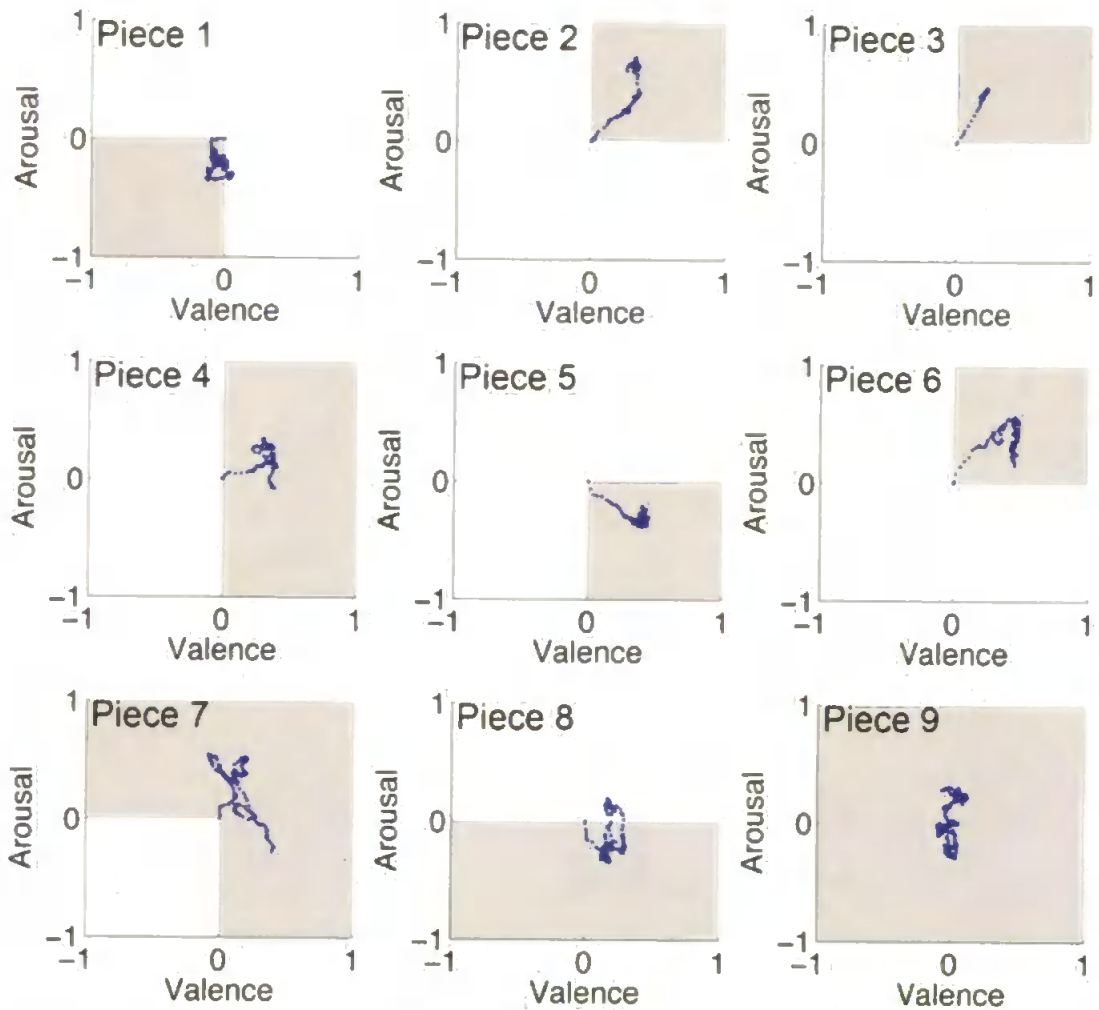 1 Piece 1
Arousal
0
−1
−1 0 1
Valence
1 Piece 2
Arousal
0
−1
−1 0 1
Valence
1 Piece 3
Arousal
0
−1
−1 0 1
Valence
1 Piece 4
Arousal
0
−1
−1 0 1
Valence
1 Piece 5
Arousal
0
−1
−1 0 1
Valence
1 Piece 6
Arousal
0
−1
−1 0 1
Valence
1 Piece 7
Arousal
0
−1
−1 0 1
Valence
1 Piece 8
Arousal
0
−1
−1 0 1
Valence
1 Piece 9
Arousal
0
−1
−1 0 1
Valence